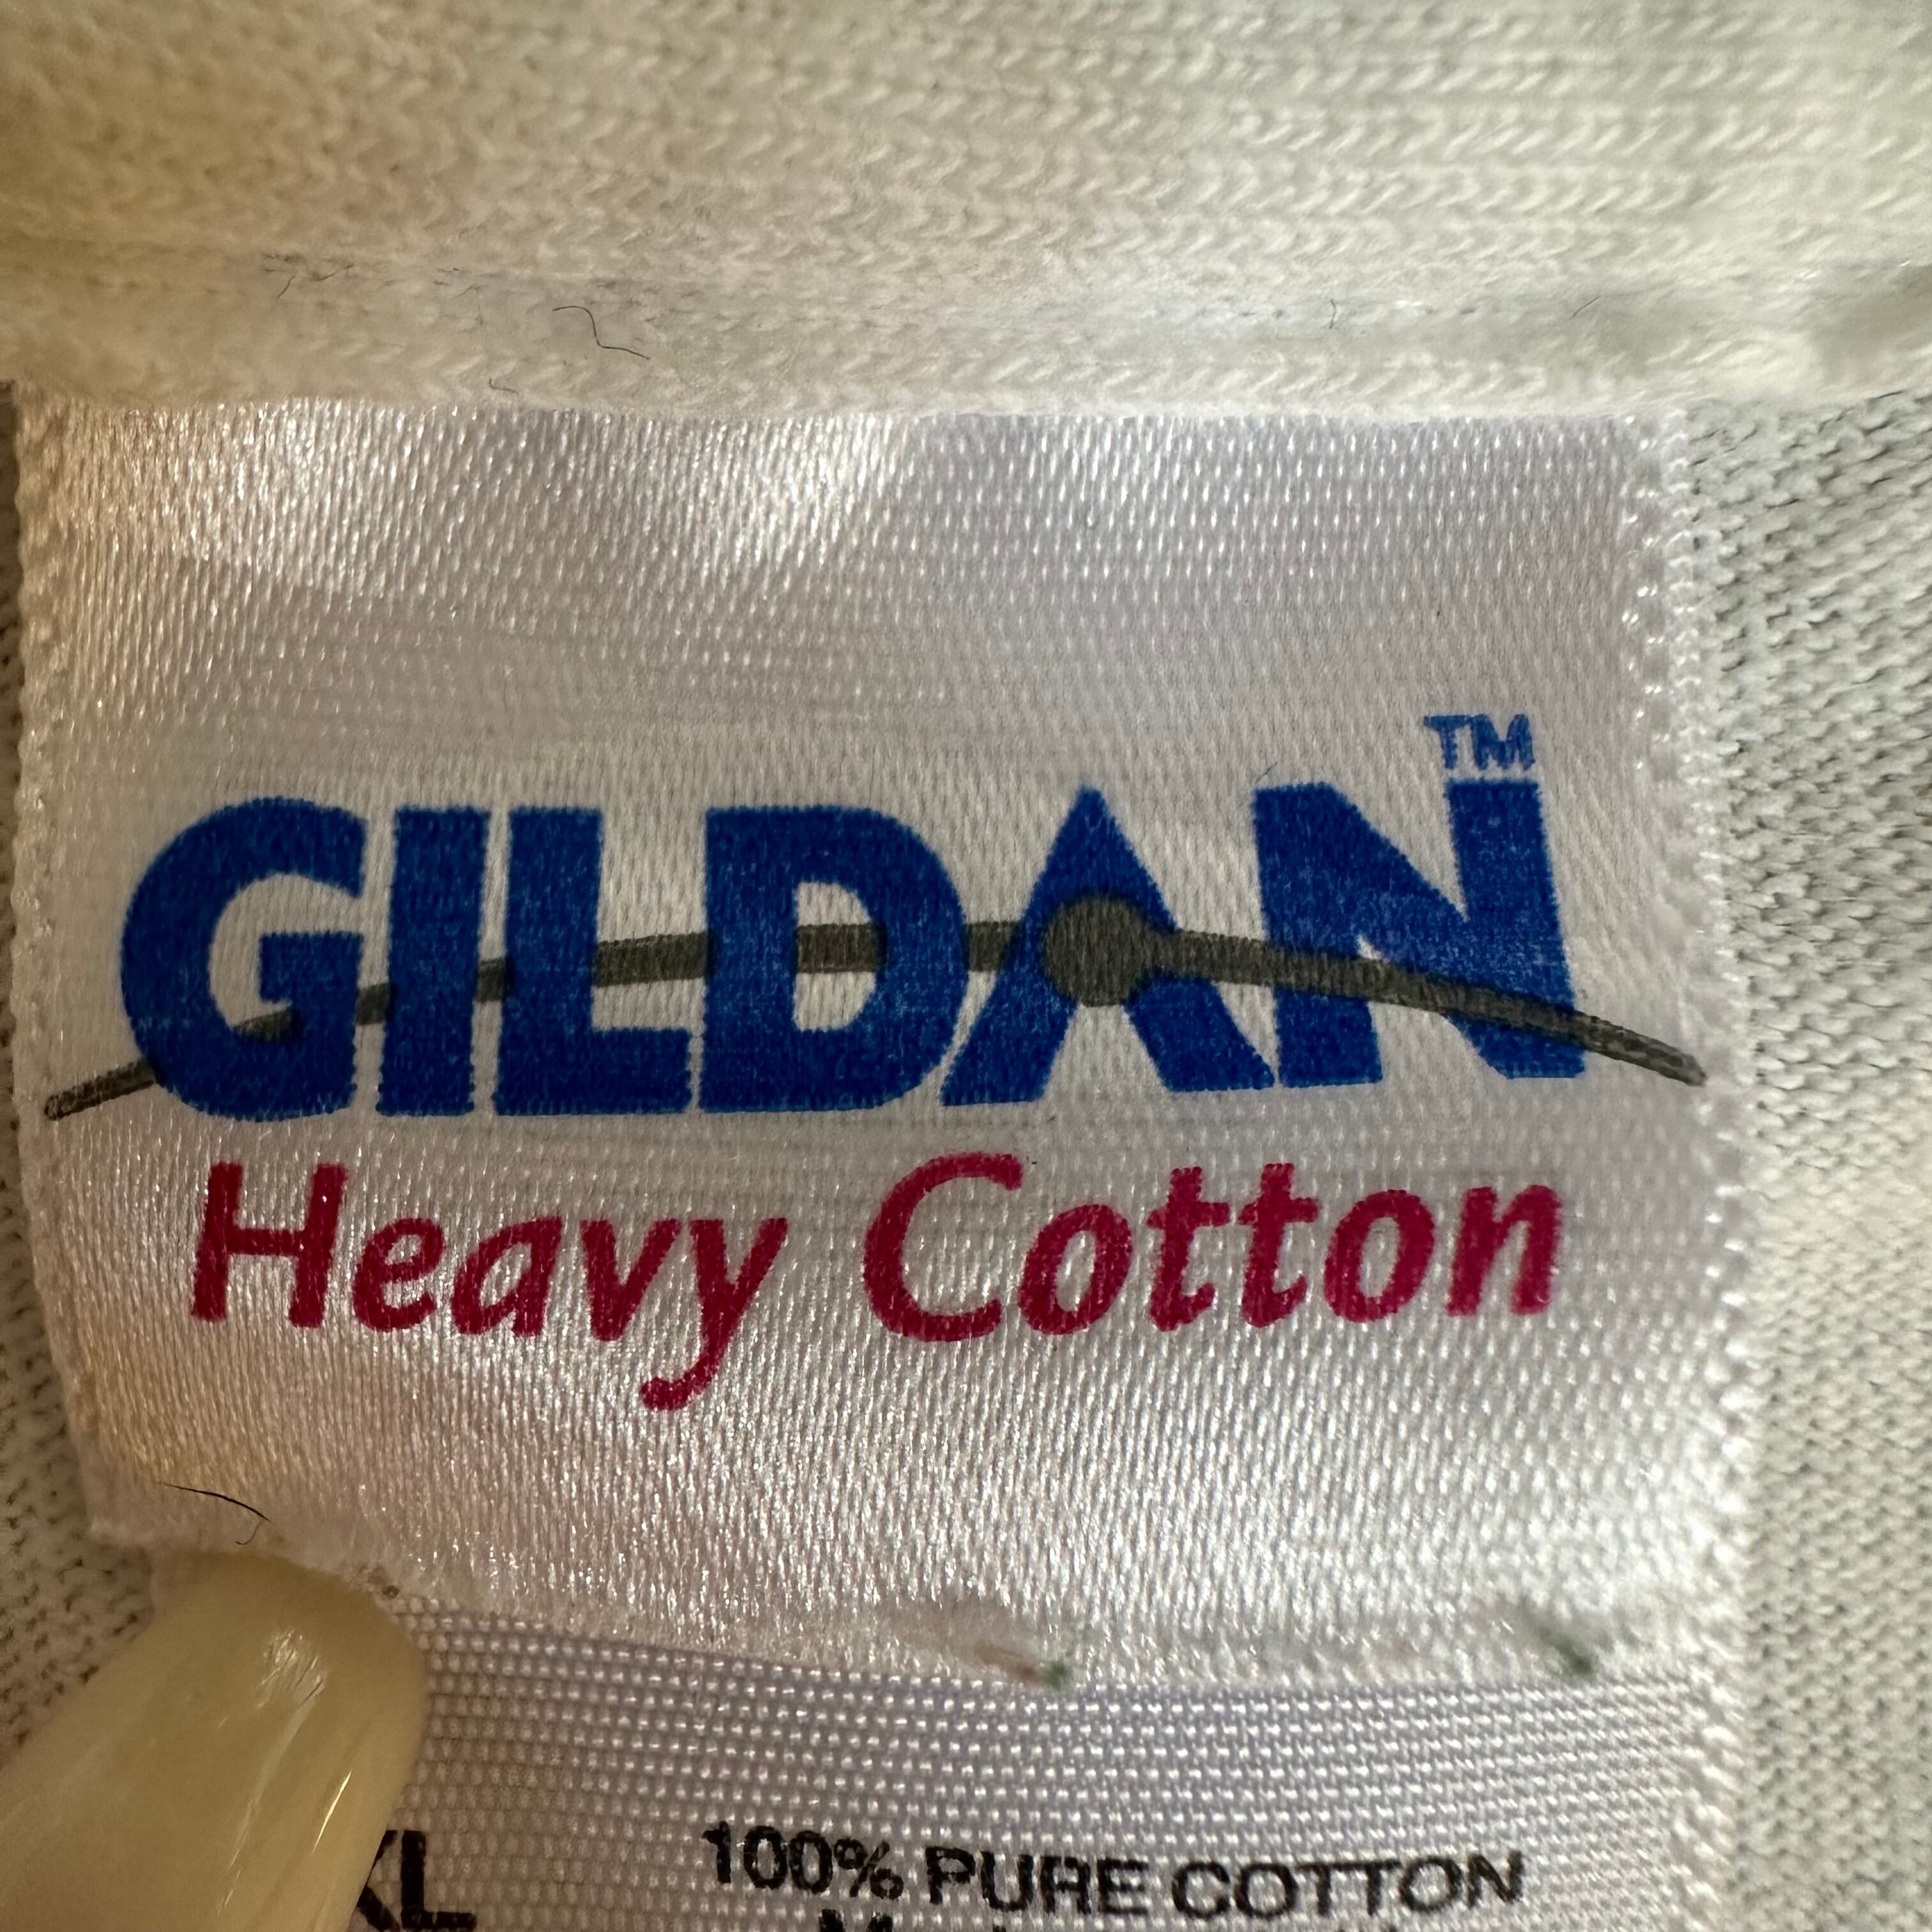 GILDAN™
Heavy Cotton
XL
100% PURE COTTON